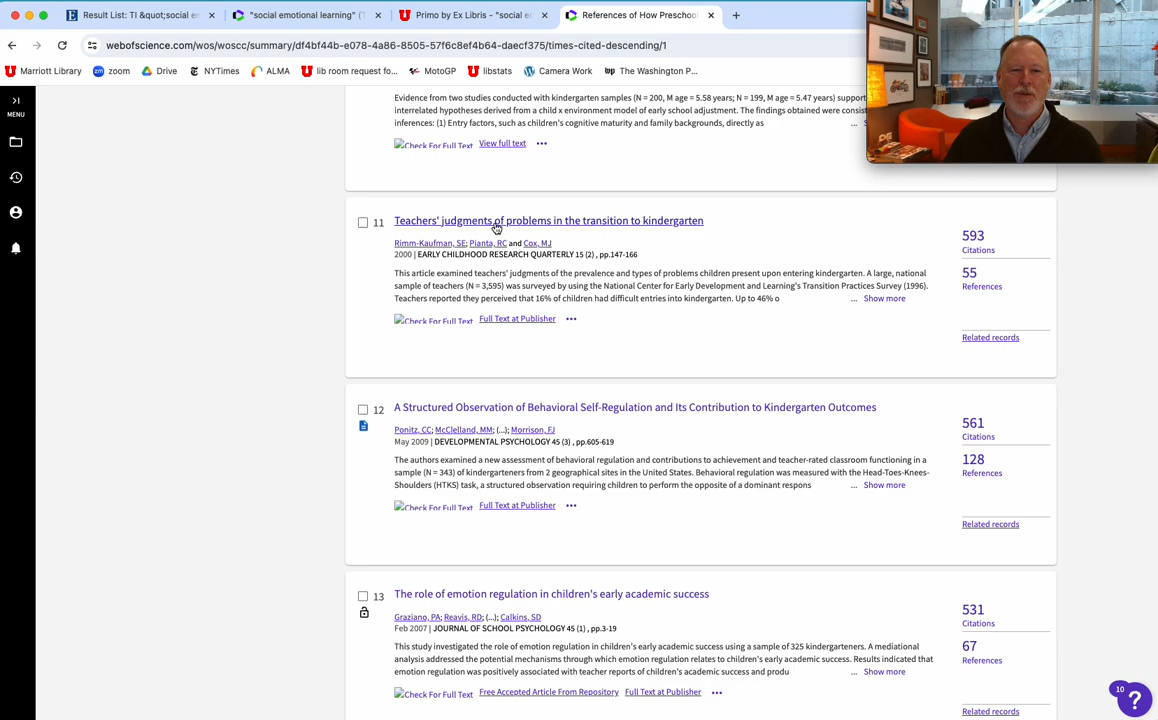 Result List: TI &quot;social em
"social emotional learning" (T
Primo by Ex Libris - "social e
References of How Preschoo
webofscience.com/wos/woscc/summary/df4bf44b-e078-4a86-8505-57f6c8ef4b64-daecf375/times-cited-descending/1
Marriott Library
zoom
Drive
NYTimes
ALMA
lib room request fo...
MotoGP
libstats
Camera Work
The Washington P...
MENU
Evidence from two studies conducted with kindergarten samples (N = 200, M age = 5.58 years; N = 199, M age = 5.47 years) support
interrelated hypotheses derived from a child x environment model of early school adjustment. The findings obtained were consist
inferences: (1) Entry factors, such as children's cognitive maturity and family backgrounds, directly as ...
Check For Full Text View full text
11 Teachers' judgments of problems in the transition to kindergarten
Rimm-Kaufman, SE; Pianta, RC and Cox, MJ
2000 | EARLY CHILDHOOD RESEARCH QUARTERLY 15 (2) , pp.147-166
This article examined teachers' judgments of the prevalence and types of problems children present upon entering kindergarten. A large, national
sample of teachers (N = 3,595) was surveyed by using the National Center for Early Development and Learning's Transition Practices Survey (1996).
Teachers reported they perceived that 16% of children had difficult entries into kindergarten. Up to 46% o ... Show more
Check For Full Text Full Text at Publisher
593
Citations
55
References
Related records
12 A Structured Observation of Behavioral Self-Regulation and Its Contribution to Kindergarten Outcomes
Ponitz, CC; McClelland, MM; (...); Morrison, FJ
May 2009 | DEVELOPMENTAL PSYCHOLOGY 45 (3) , pp.605-619
The authors examined a new assessment of behavioral regulation and contributions to achievement and teacher-rated classroom functioning in a
sample (N = 343) of kindergarteners from 2 geographical sites in the United States. Behavioral regulation was measured with the Head-Toes-Knees-
Shoulders (HTKS) task, a structured observation requiring children to perform the opposite of a dominant respons ... Show more
Check For Full Text Full Text at Publisher
561
Citations
128
References
Related records
13 The role of emotion regulation in children's early academic success
Graziano, PA; Reavis, RD; (...); Calkins, SD
Feb 2007 | JOURNAL OF SCHOOL PSYCHOLOGY 45 (1) , pp.3-19
This study investigated the role of emotion regulation in children's early academic success using a sample of 325 kindergarteners. A mediational
analysis addressed the potential mechanisms through which emotion regulation relates to children's early academic success. Results indicated that
emotion regulation was positively associated with teacher reports of children's academic success and produ ... Show more
Check For Full Text Free Accepted Article From Repository Full Text at Publisher
531
Citations
67
References
Related records
10
?